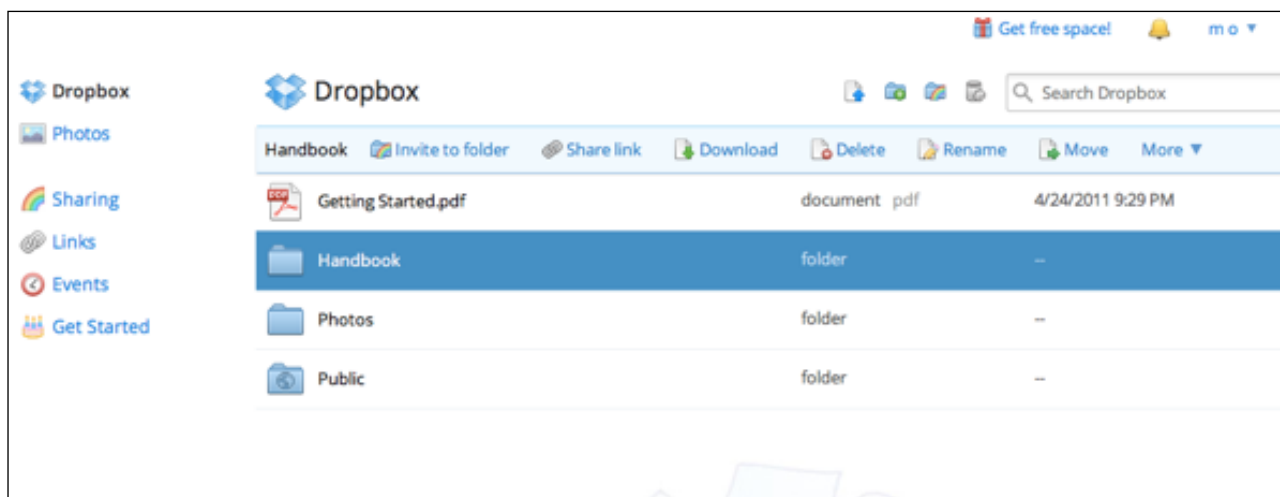 Get free space! m o ▼
Dropbox
Photos
Sharing
Links
Events
Get Started
Dropbox
Search Dropbox
Handbook Invite to folder Share link Download Delete Rename Move More ▼
Getting Started.pdf document pdf 4/24/2011 9:29 PM
Handbook folder --
Photos folder --
Public folder --